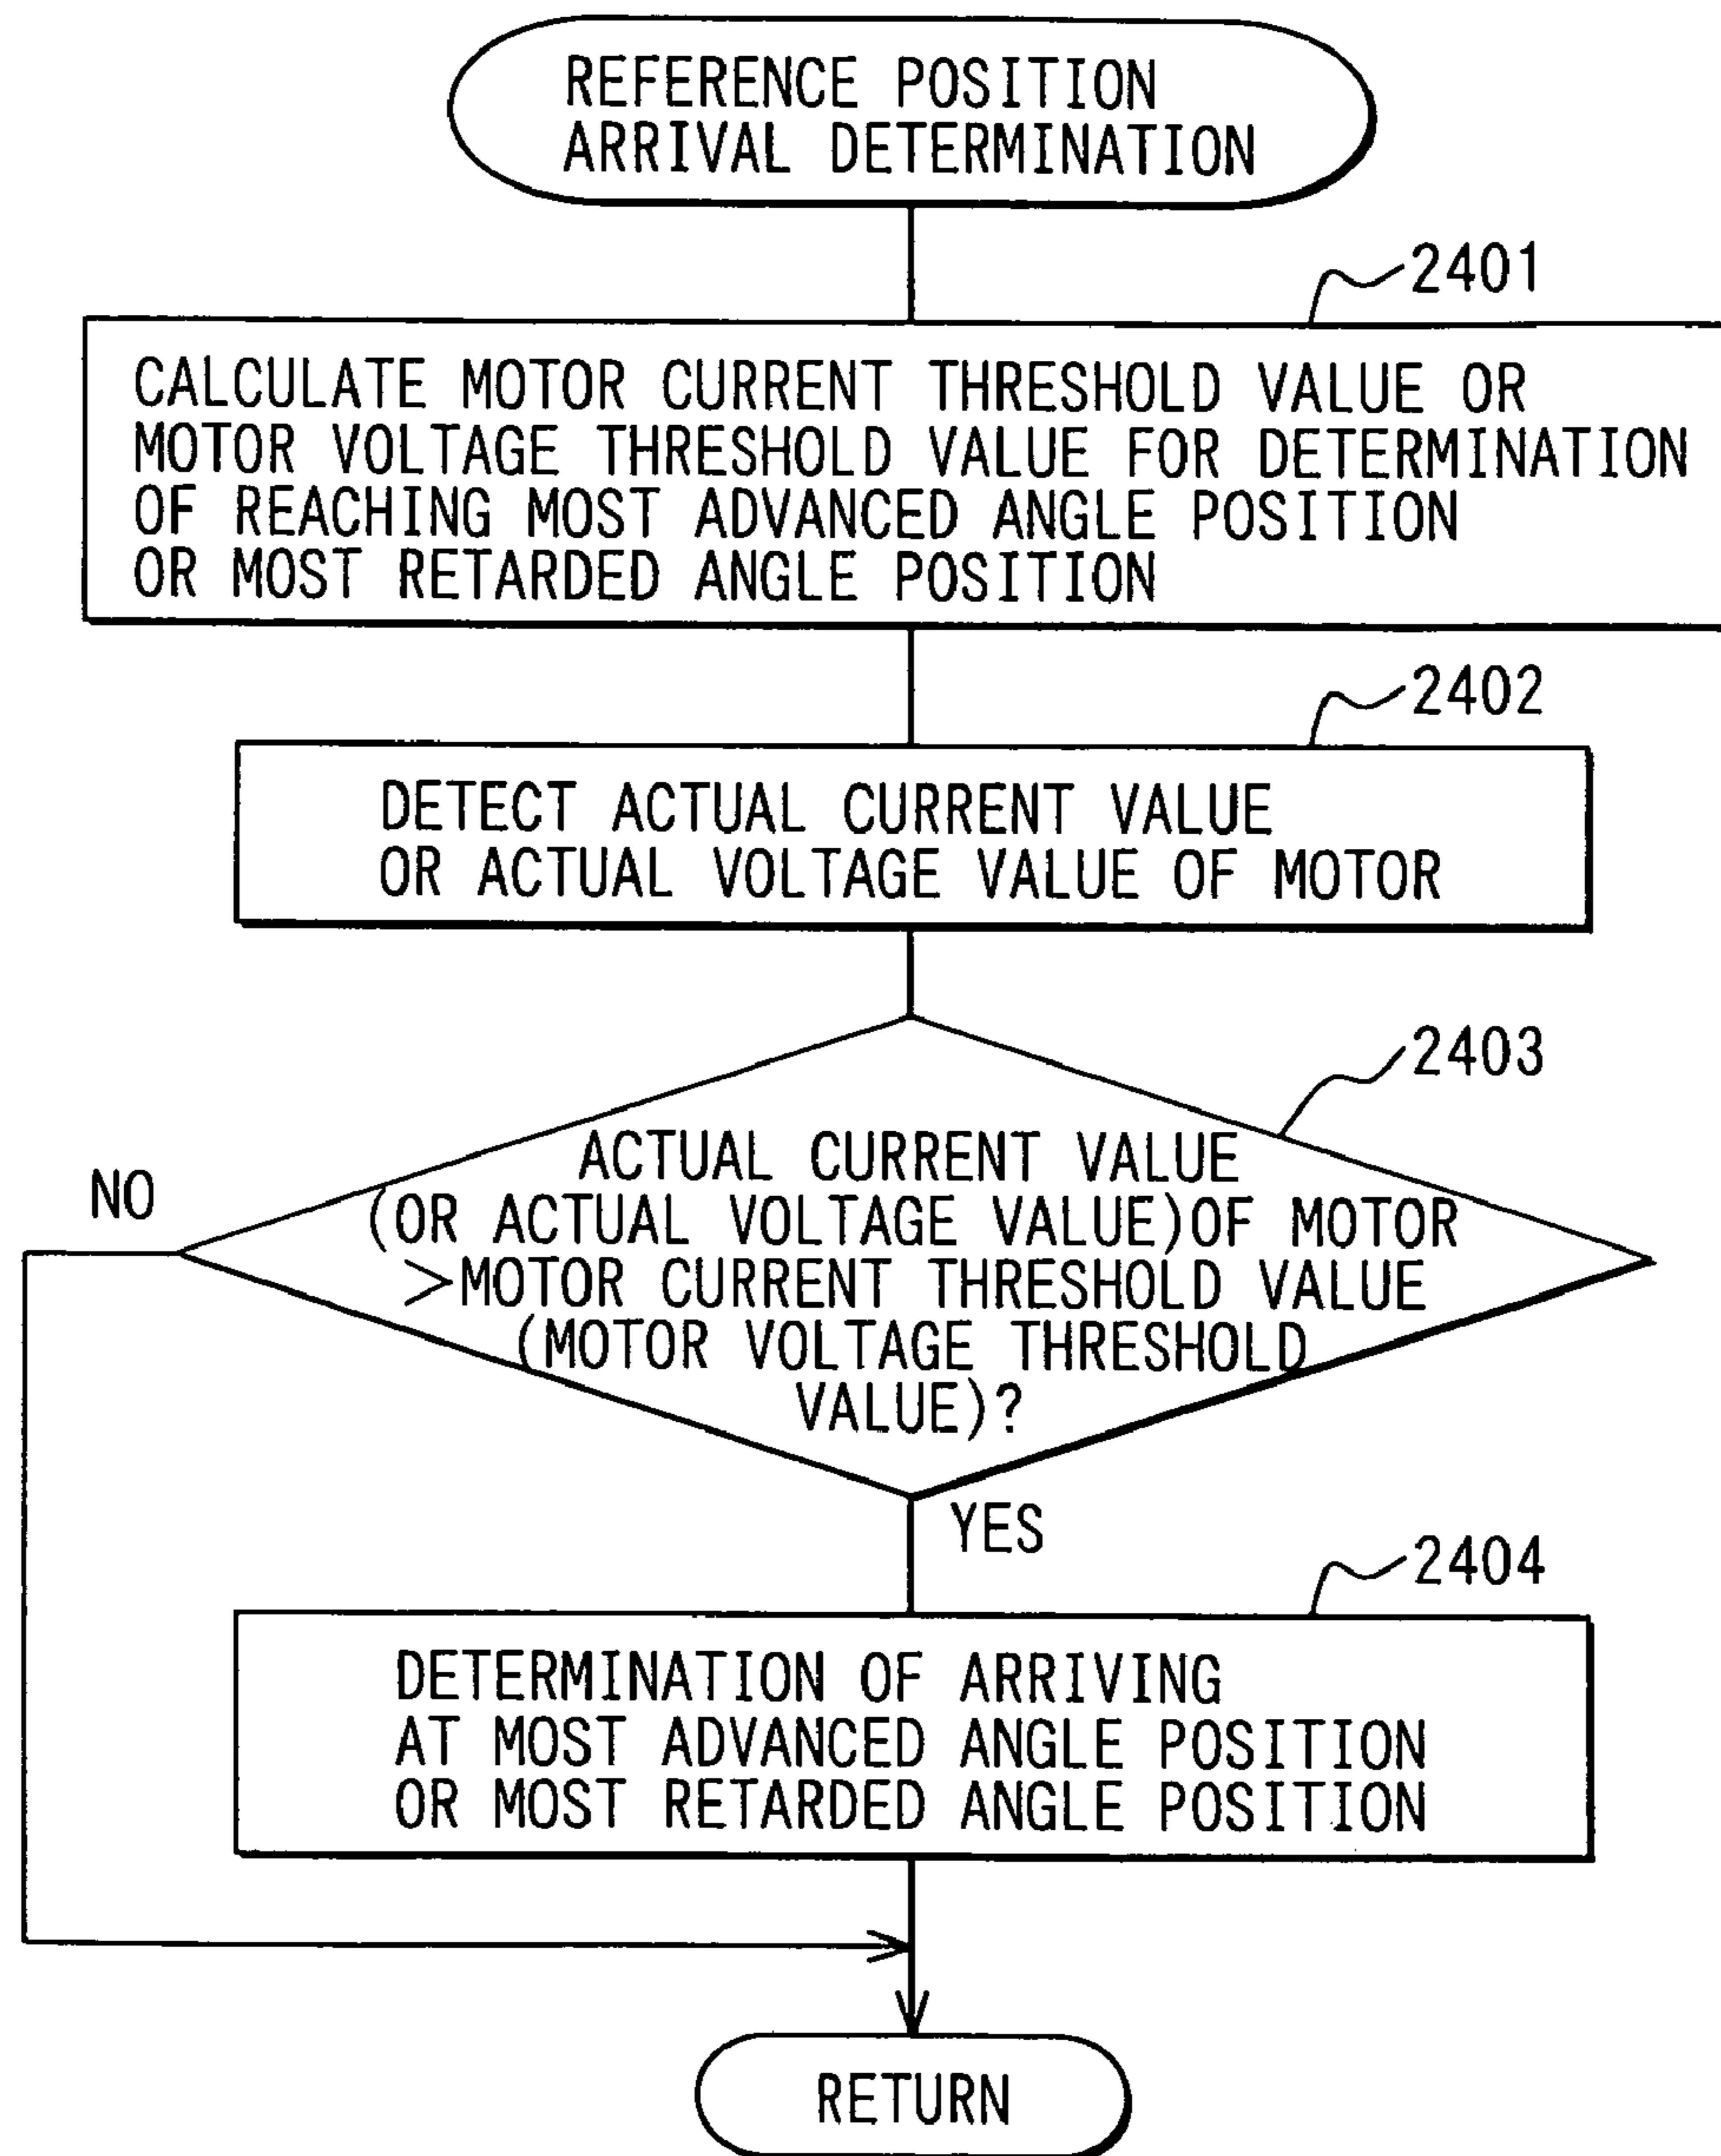 REFERENCE POSITION
ARRIVAL DETERMINATION
2401
CALCULATE MOTOR CURRENT THRESHOLD VALUE OR
MOTOR VOLTAGE THRESHOLD VALUE FOR DETERMINATION
OF REACHING MOST ADVANCED ANGLE POSITION
OR MOST RETARDED ANGLE POSITION
2402
DETECT ACTUAL CURRENT VALUE
OR ACTUAL VOLTAGE VALUE OF MOTOR
2403
NO
ACTUAL CURRENT VALUE
(OR ACTUAL VOLTAGE VALUE)OF MOTOR
>MOTOR CURRENT THRESHOLD VALUE
(MOTOR VOLTAGE THRESHOLD
VALUE)?
YES
2404
DETERMINATION OF ARRIVING
AT MOST ADVANCED ANGLE POSITION
OR MOST RETARDED ANGLE POSITION
RETURN